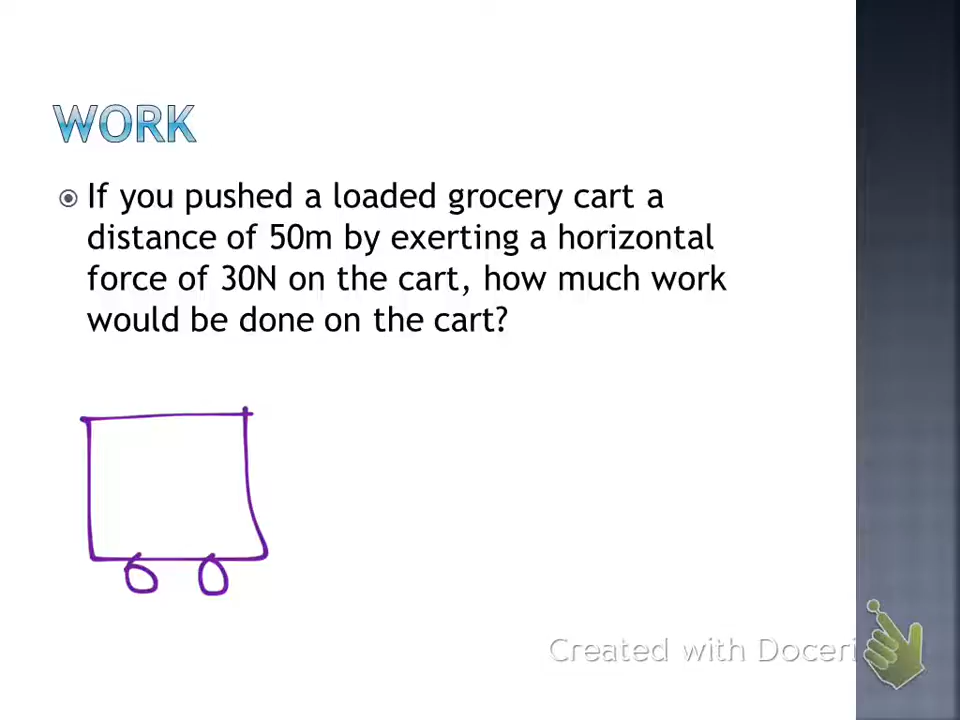 WORK
If you pushed a loaded grocery cart a
distance of 50m by exerting a horizontal
force of 30N on the cart, how much work
would be done on the cart?
Created with Doceri